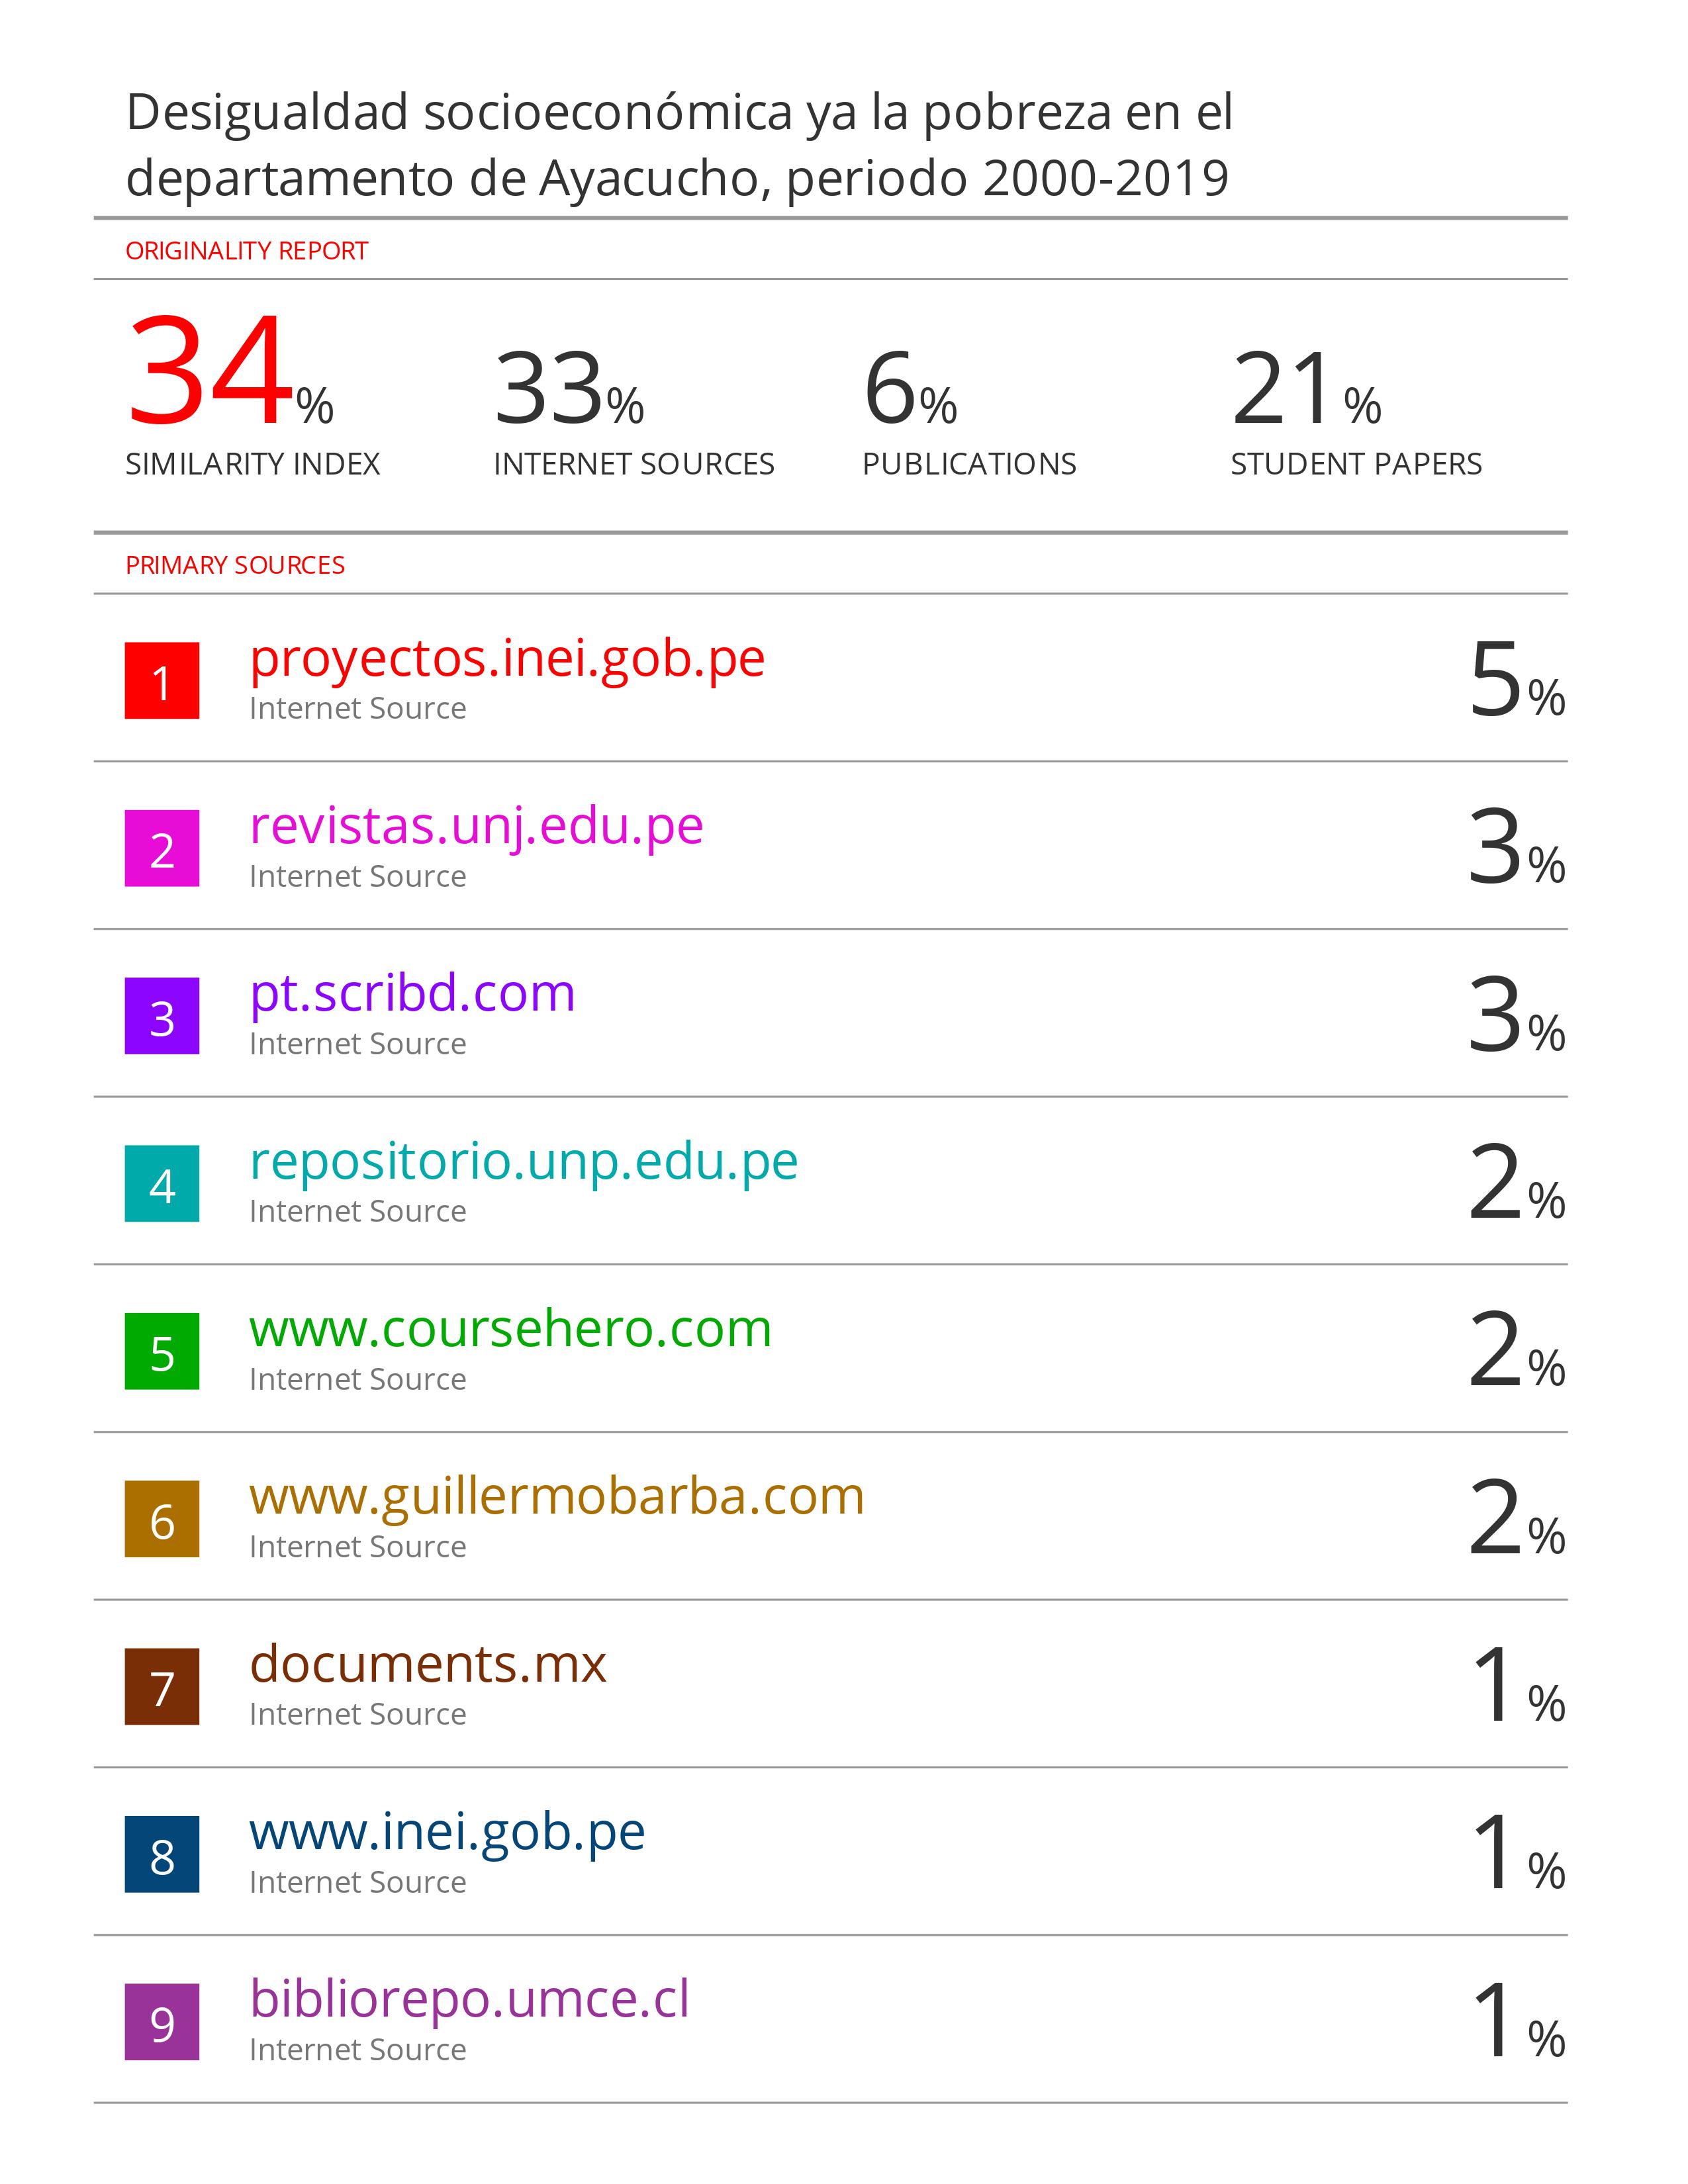 Desigualdad socioeconómica ya la pobreza en el
departamento de Ayacucho, periodo 2000-2019
ORIGINALITY REPORT
34% 33% 6% 21%
SIMILARITY INDEX INTERNET SOURCES PUBLICATIONS STUDENT PAPERS
PRIMARY SOURCES
1 proyectos.inei.gob.pe 5%
Internet Source
2 revistas.unj.edu.pe 3%
Internet Source
3 pt.scribd.com 3%
Internet Source
4 repositorio.unp.edu.pe 2%
Internet Source
5 www.coursehero.com 2%
Internet Source
6 www.guillermobarba.com 2%
Internet Source
7 documents.mx 1%
Internet Source
8 www.inei.gob.pe 1%
Internet Source
9 bibliorepo.umce.cl 1%
Internet Source